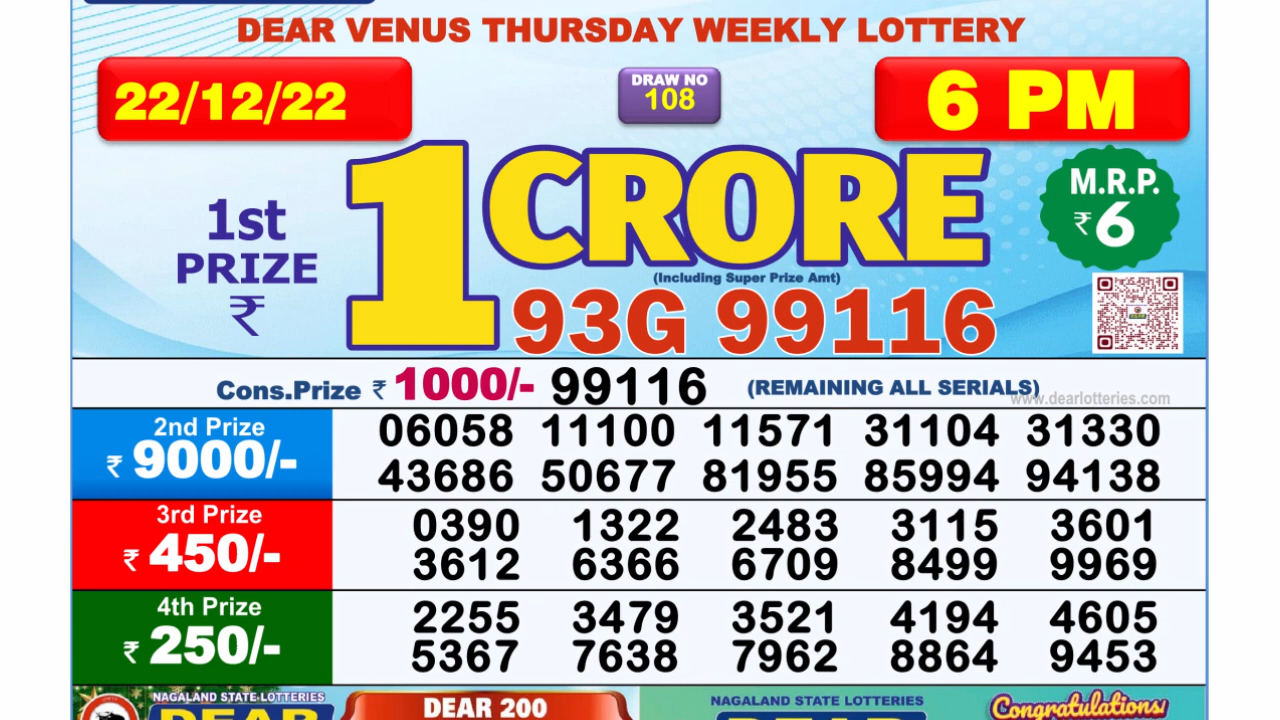 DEAR VENUS THURSDAY WEEKLY LOTTERY
22/12/22
DRAW NO
108
6 PM
1st
PRIZE
₹
1 CRORE
(Including Super Prize Amt)
M.R.P.
₹ 6
93G 99116
Cons.Prize ₹ 1000/- 99116 (REMAINING ALL SERIALS)
www.dearlotteries.com
2nd Prize
₹ 9000/-
06058 11100 11571 31104 31330
43686 50677 81955 85994 94138
3rd Prize
₹ 450/-
0390 1322 2483 3115 3601
3612 6366 6709 8499 9969
4th Prize
₹ 250/-
2255 3479 3521 4194 4605
5367 7638 7962 8864 9453
NAGALAND STATE LOTTERIES
DEAR
DEAR 200
NAGALAND STATE LOTTERIES
DEAR
Congratulations!